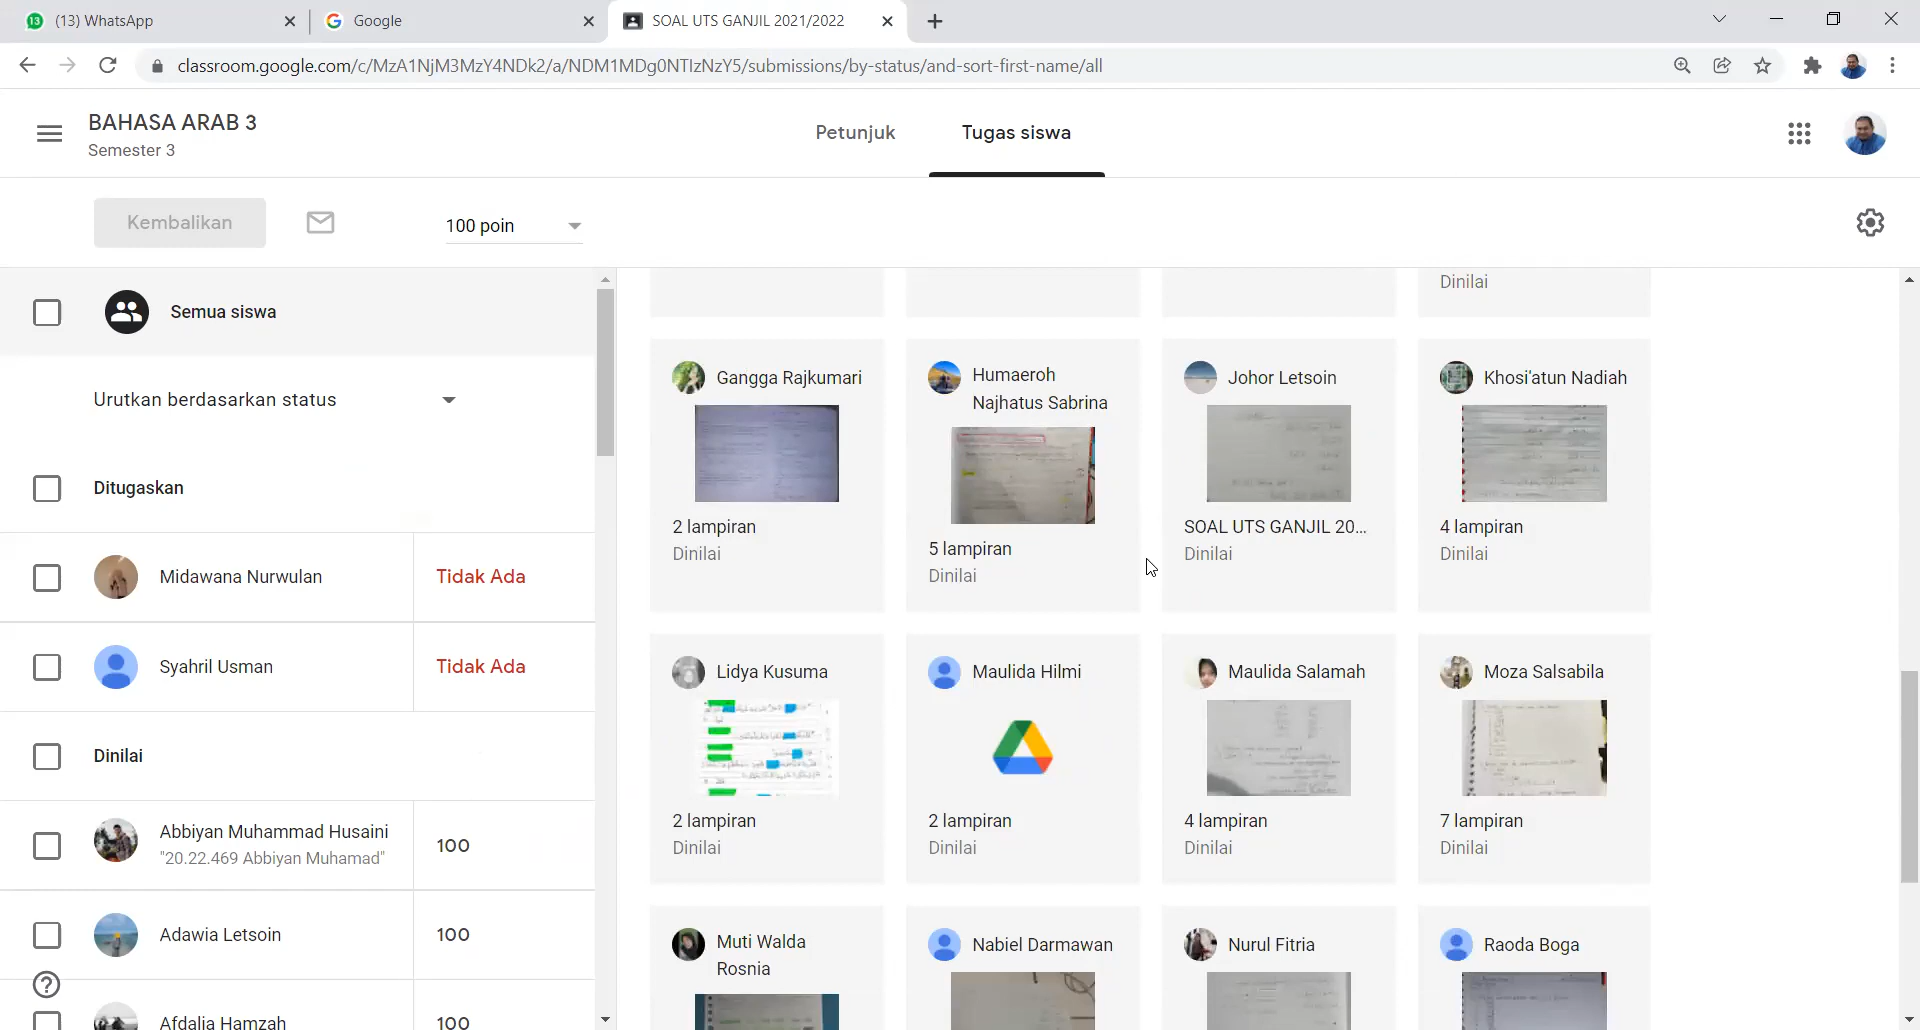 13 (13) WhatsApp
Google
SOAL UTS GANJIL 2021/2022
classroom.google.com/c/MzA1NjM3MzY4NDk2/a/NDM1MDg0NTIzNzY5/submissions/by-status/and-sort-first-name/all
BAHASA ARAB 3
Semester 3
Petunjuk
Tugas siswa
Kembalikan
100 poin
Semua siswa
Urutkan berdasarkan status
Ditugaskan
Midawana Nurwulan
Tidak Ada
Syahril Usman
Tidak Ada
Dinilai
Abbiyan Muhammad Husaini
"20.22.469 Abbiyan Muhamad"
100
Adawia Letsoin
100
Afdalia Hamzah
100
Dinilai
Gangga Rajkumari
2 lampiran
Dinilai
Humaeroh
Najhatus Sabrina
5 lampiran
Dinilai
Johor Letsoin
SOAL UTS GANJIL 20...
Dinilai
Khosi'atun Nadiah
4 lampiran
Dinilai
Lidya Kusuma
2 lampiran
Dinilai
Maulida Hilmi
2 lampiran
Dinilai
Maulida Salamah
4 lampiran
Dinilai
Moza Salsabila
7 lampiran
Dinilai
Muti Walda
Rosnia
Nabiel Darmawan
Nurul Fitria
Raoda Boga